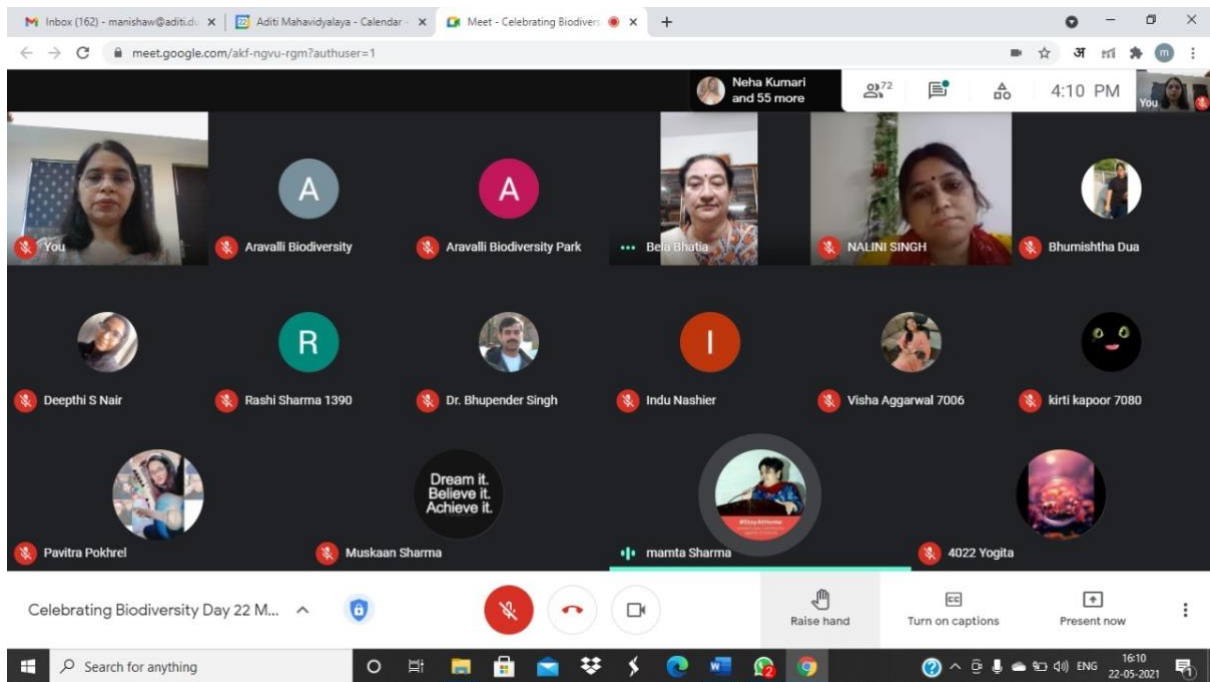 Inbox (162) - manishaw@aditi.du
Aditi Mahavidyalaya - Calendar -
Meet - Celebrating Biodivers
meet.google.com/akf-ngvu-rgm?authuser=1
अ
m
Neha Kumari
and 55 more
72
4:10 PM
You
You
A
Aravalli Biodiversity
A
Aravalli Biodiversity Park
Bela Bhatia
NALINI SINGH
Bhumishtha Dua
Deepthi S Nair
R
Rashi Sharma 1390
Dr. Bhupender Singh
I
Indu Nashier
Visha Aggarwal 7006
kirti kapoor 7080
Pavitra Pokhrel
Dream it.
Believe it.
Achieve it.
Muskaan Sharma
#StayAtHome
mamta Sharma
4022 Yogita
Celebrating Biodiversity Day 22 M...
Raise hand
CC
Turn on captions
Present now
Search for anything
2
ENG
16:10
22-05-2021
1